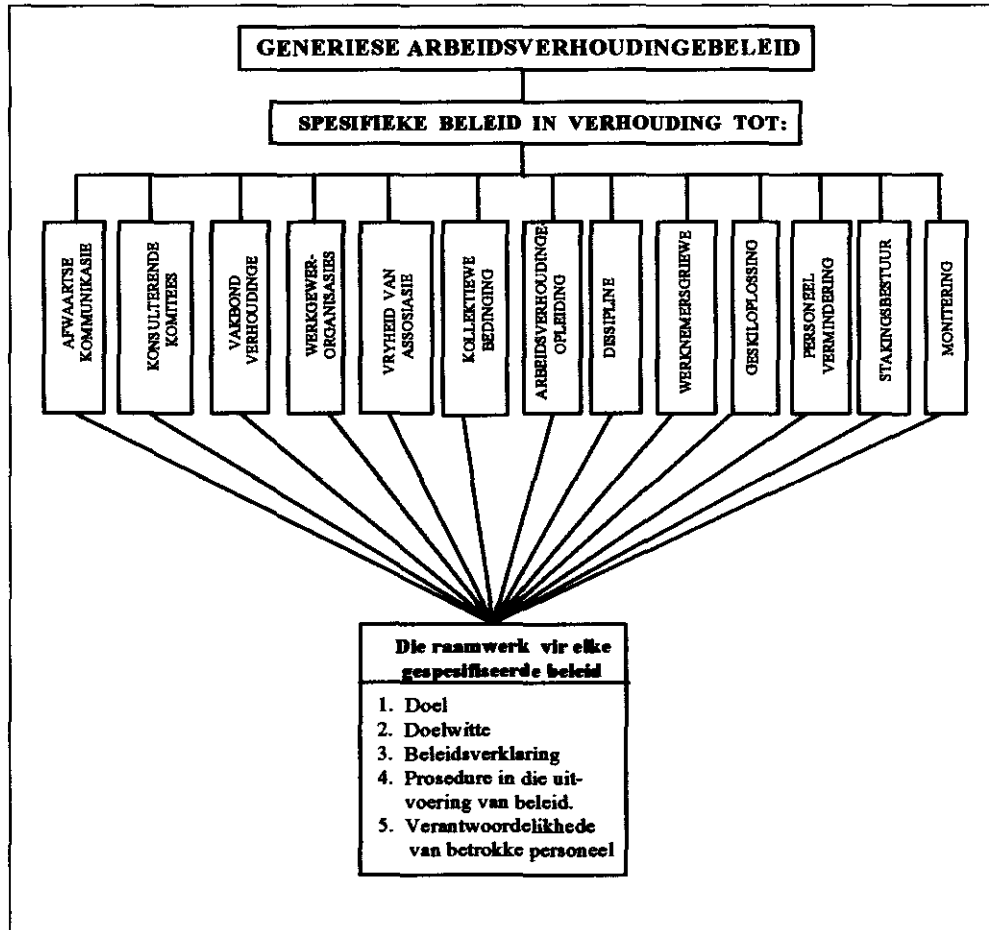 GENERIESE ARBEIDSVERHOUDINGEBELEID
SPESIFIEKE BELEID IN VERHOUDING TOT:
AFWAARTSE
KOMMUNIKASIE
KONSULTERENDE
KOMITEES
VAKBOND
VERHOUDINGE
WERKGEWER-
ORGANISASIES
VRYHEID VAN
ASSOSIASIE
KOLLEKTIEWE
BEDINGING
ARBEIDSVERHOUDINGE-
OPLEIDING
DISSIPLINE
WERKNEMERSGRIEWE
GESKILOPLOSSING
PERSONEEL
VERMINDERING
STAKINGSBESTUUR
MONITERING
Die raamwerk vir elke
gespesifiseerde beleid
1. Doel
2. Doelwitte
3. Beleidsverklaring
4. Prosedure in die uit-
voering van beleid.
5. Verantwoordelikhede
van betrokke personeel